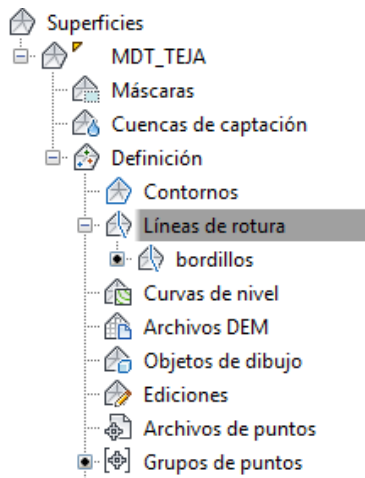 Superficies
MDT_TEJA
Máscaras
Cuencas de captación
Definición
Contornos
Líneas de rotura
bordillos
Curvas de nivel
Archivos DEM
Objetos de dibujo
Ediciones
Archivos de puntos
Grupos de puntos